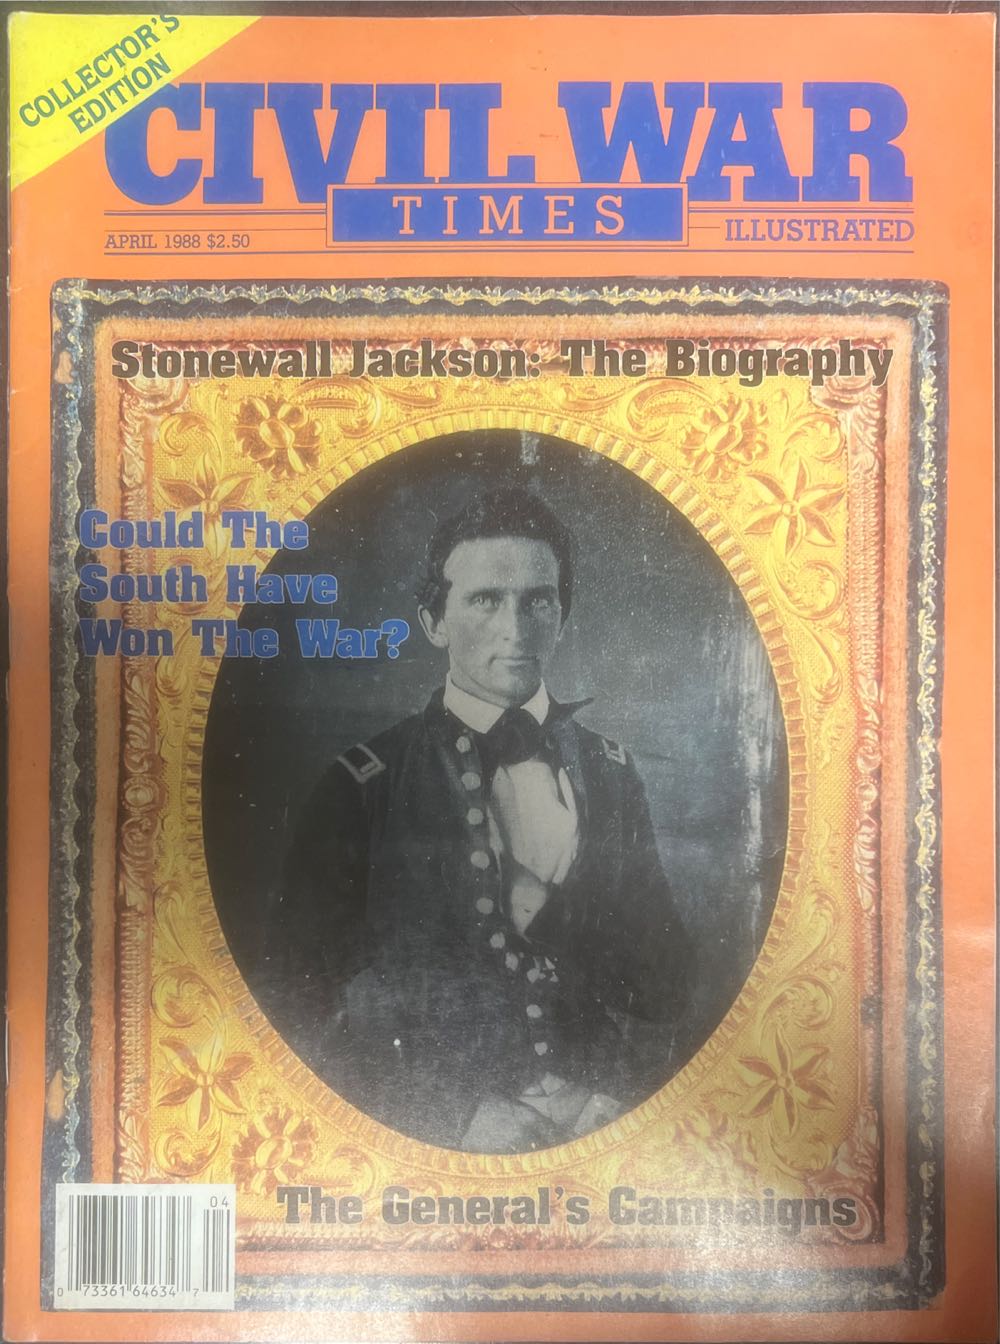 COLLECTOR'S
EDITION
CIVIL WAR
TIMES
ILLUSTRATED
APRIL 1988 $2.50
Stonewall Jackson: The Biography
Could The
South Have
Won The War?
The General's Campaigns
04
0 73361 64634 7